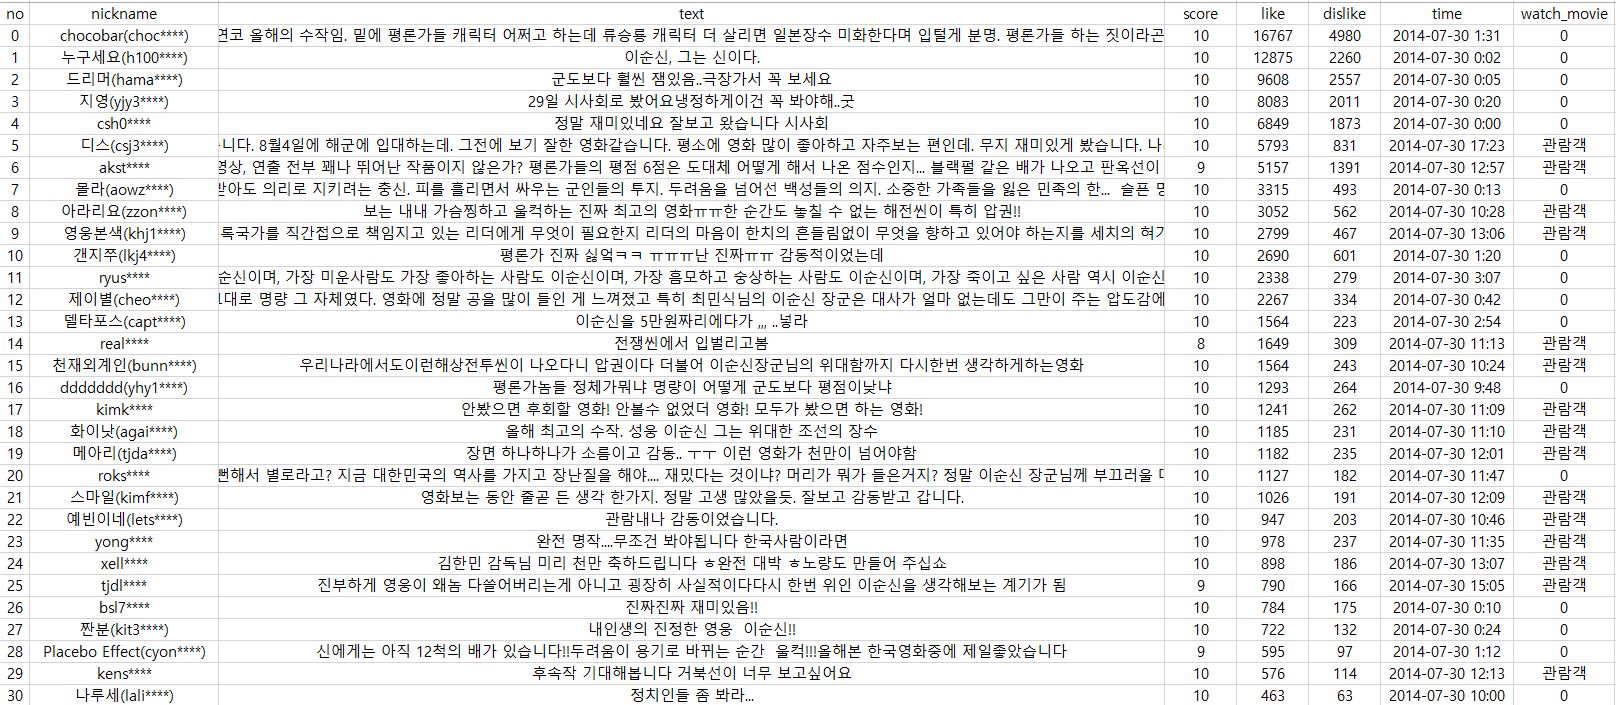 no nickname text score like dislike time watch_movie
0 chocobar(choc****) 연코 올해의 수작임. 밑에 평론가들 캐릭터 어쩌고 하는데 류승룡 캐릭터 더 살리면 일본장수 미화한다며 입털게 분명. 평론가들 하는 짓이라곤 10 16767 4980 2014-07-30 1:31 0
1 누구세요(h100****) 이순신, 그는 신이다. 10 12875 2260 2014-07-30 0:02 0
2 드리머(hama****) 군도보다 훨씬 잼있음..극장가서 꼭 보세요 10 9608 2557 2014-07-30 0:05 0
3 지영(yjy3****) 29일 시사회로 봤어요냉정하게이건 꼭 봐야해..굿 10 8083 2011 2014-07-30 0:20 0
4 csh0**** 정말 재미있네요 잘보고 왔습니다 시사회 10 6849 1873 2014-07-30 0:00 0
5 디스(csj3****) 니다. 8월4일에 해군에 입대하는데. 그전에 보기 잘한 영화같습니다. 평소에 영화 많이 좋아하고 자주보는 편인데. 무지 재미있게 봤습니다. 나 10 5793 831 2014-07-30 17:23 관람객
6 akst**** 영상, 연출 전부 꽤나 뛰어난 작품이지 않은가? 평론가들의 평점 6점은 도대체 어떻게 해서 나온 점수인지... 블랙펄 같은 배가 나오고 판옥선이 9 5157 1391 2014-07-30 12:57 관람객
7 몰라(aowz****) 받아도 의리로 지키려는 충신. 피를 흘리면서 싸우는 군인들의 투지. 두려움을 넘어선 백성들의 의지. 소중한 가족들을 잃은 민족의 한... 슬픈 명 10 3315 493 2014-07-30 0:13 0
8 아라리요(zzon****) 보는 내내 가슴찡하고 울컥하는 진짜 최고의 영화ㅠㅠ한 순간도 놓칠 수 없는 해전씬이 특히 압권!! 10 3052 562 2014-07-30 10:28 관람객
9 영웅본색(khj1****) 록국가를 직간접으로 책임지고 있는 리더에게 무엇이 필요한지 리더의 마음이 한치의 흔들림없이 무엇을 향하고 있어야 하는지를 세치의 혀가 10 2799 467 2014-07-30 13:06 관람객
10 갠지쭈(lkj4****) 평론가 진짜 싫엌ㅋㅋ ㅠㅠㅠ난 진짜ㅠㅠ 감동적이었는데 10 2690 601 2014-07-30 1:20 0
11 ryus**** 순신이며, 가장 미운사람도 가장 좋아하는 사람도 이순신이며, 가장 흠모하고 숭상하는 사람도 이순신이며, 가장 죽이고 싶은 사람 역시 이순신 10 2338 279 2014-07-30 3:07 0
12 제이별(cheo****) 그대로 명량 그 자체였다. 영화에 정말 공을 많이 들인 게 느껴졌고 특히 최민식님의 이순신 장군은 대사가 얼마 없는데도 그만이 주는 압도감에 10 2267 334 2014-07-30 0:42 0
13 델타포스(capt****) 이순신을 5만원짜리에다가 ,,, ..넣라 10 1564 223 2014-07-30 2:54 0
14 real**** 전쟁씬에서 입벌리고봄 8 1649 309 2014-07-30 11:13 관람객
15 천재외계인(bunn****) 우리나라에서도이런해상전투씬이 나오다니 압권이다 더불어 이순신장군님의 위대함까지 다시한번 생각하게하는영화 10 1564 243 2014-07-30 10:24 관람객
16 ddddddd(yhy1****) 평론가놈들 정체가뭐냐 명량이 어떻게 군도보다 평점이낮냐 10 1293 264 2014-07-30 9:48 0
17 kimk**** 안봤으면 후회할 영화! 안볼수 없었더 영화! 모두가 봤으면 하는 영화! 10 1241 262 2014-07-30 11:09 관람객
18 화이낫(agai****) 올해 최고의 수작. 성웅 이순신 그는 위대한 조선의 장수 10 1185 231 2014-07-30 11:10 관람객
19 메아리(tjda****) 장면 하나하나가 소름이고 감동.. ㅜㅜ 이런 영화가 천만이 넘어야함 10 1182 235 2014-07-30 12:01 관람객
20 roks**** 뻔해서 별로라고? 지금 대한민국의 역사를 가지고 장난질을 해야.... 재밌다는 것이냐? 머리가 뭐가 들은거지? 정말 이순신 장군님께 부끄러울 10 1127 182 2014-07-30 11:47 0
21 스마일(kimf****) 영화보는 동안 줄곧 든 생각 한가지. 정말 고생 많았을듯. 잘보고 감동받고 갑니다. 10 1026 191 2014-07-30 12:09 관람객
22 예빈이네(lets****) 관람내나 감동이었습니다. 10 947 203 2014-07-30 10:46 관람객
23 yong**** 완전 명작....무조건 봐야됩니다 한국사람이라면 10 978 237 2014-07-30 11:35 관람객
24 xell**** 김한민 감독님 미리 천만 축하드립니다 ㅎ완전 대박 ㅎ노량도 만들어 주십쇼 10 898 186 2014-07-30 13:07 관람객
25 tjdl**** 진부하게 영웅이 왜놈 다쓸어버리는게 아니고 굉장히 사실적이다다시 한번 위인 이순신을 생각해보는 계기가 됨 9 790 166 2014-07-30 15:05 관람객
26 bsl7**** 진짜진짜 재미있음!! 10 784 175 2014-07-30 0:10 0
27 짠분(kit3****) 내인생의 진정한 영웅  이순신!! 10 722 132 2014-07-30 0:24 0
28 Placebo Effect(cyon****) 신에게는 아직 12척의 배가 있습니다!!두려움이 용기로 바뀌는 순간  울컥!!!올해본 한국영화중에 제일좋았습니다 9 595 97 2014-07-30 1:12 0
29 kens**** 후속작 기대해봅니다 거북선이 너무 보고싶어요 10 576 114 2014-07-30 12:13 관람객
30 나루세(lali****) 정치인들 좀 봐라... 10 463 63 2014-07-30 10:00 0